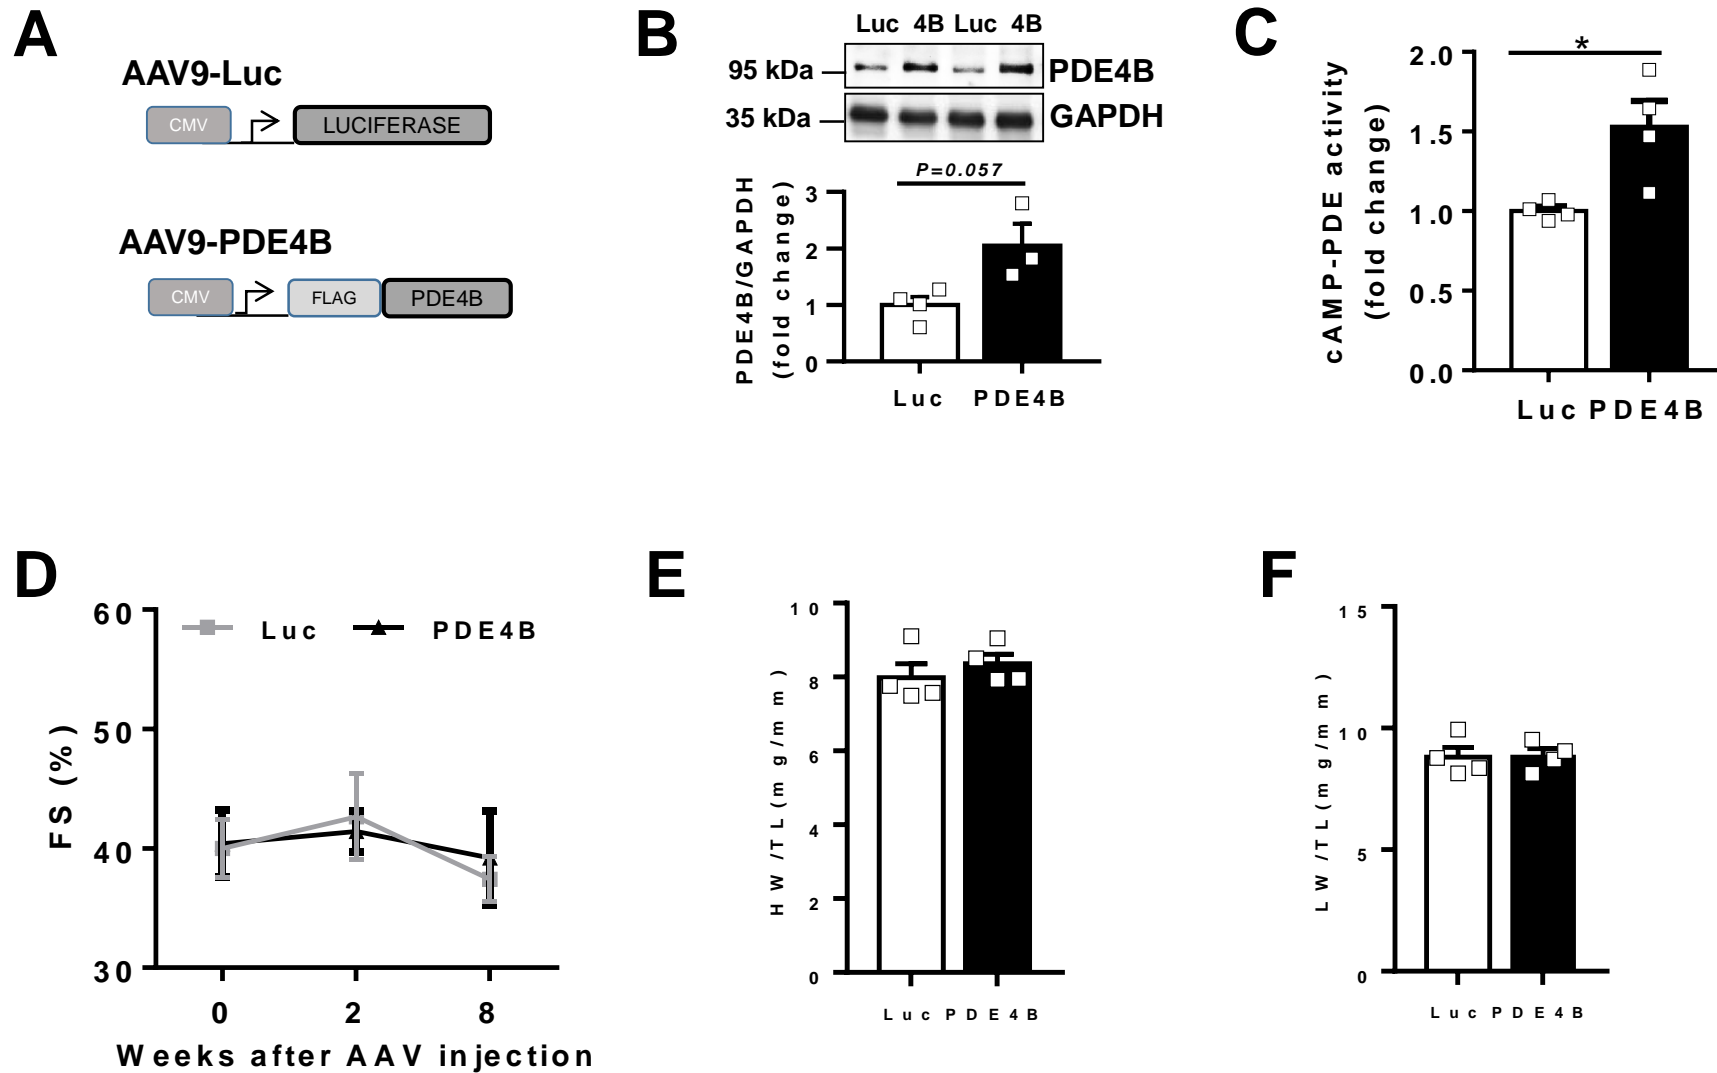 A
AAV9-Luc
CMV
LUCIFERASE
AAV9-PDE4B
CMV
FLAG
PDE4B
B
Luc 4B Luc 4B
95 kDa
PDE4B
35 kDa
GAPDH
P=0.057
PDE4B/GAPDH
(fold change)
3
2
1
0
Luc PDE4B
C
*
cAMP-PDE activity
(fold change)
2.0
1.5
1.0
0.5
0.0
Luc PDE4B
D
Luc PDE4B
FS (%)
60
50
40
30
0 2 8
Weeks after AAV injection
E
HW/TL(mg/mm)
10
8
6
4
2
0
Luc PDE4B
F
LW/TL(mg/mm)
15
10
5
0
Luc PDE4B